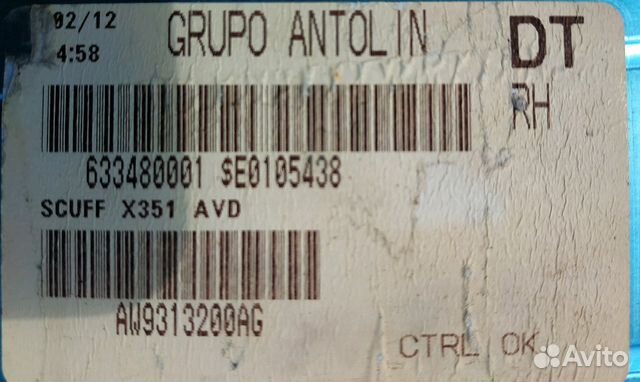 02/12
4:58
GRUPO ANTOLIN
DT
RH
633480001 $E0105438
SCUFF X351 AVD
AW9313200AG
CTRL OK
Avito